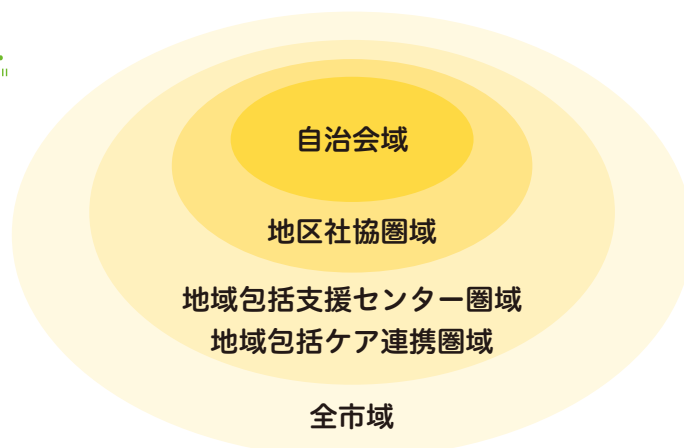 自治会域
地区社協圏域
地域包括支援センター圏域
地域包括ケア連携圏域
全市域